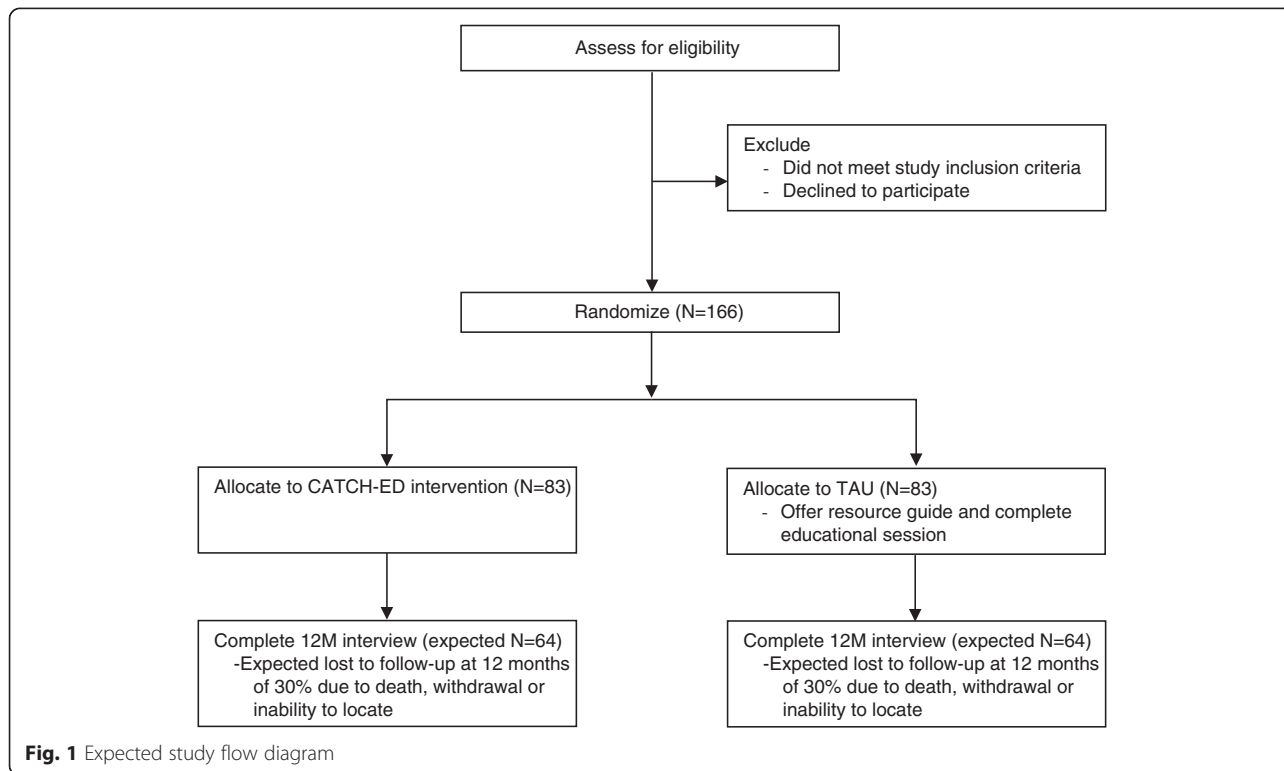 Assess for eligibility
Exclude
- Did not meet study inclusion criteria
- Declined to participate
Randomize (N=166)
Allocate to CATCH-ED intervention (N=83)
Allocate to TAU (N=83)
- Offer resource guide and complete
educational session
Complete 12M interview (expected N=64)
-Expected lost to follow-up at 12 months
of 30% due to death, withdrawal or
inability to locate
Complete 12M interview (expected N=64)
-Expected lost to follow-up at 12 months
of 30% due to death, withdrawal or
inability to locate
Fig. 1 Expected study flow diagram